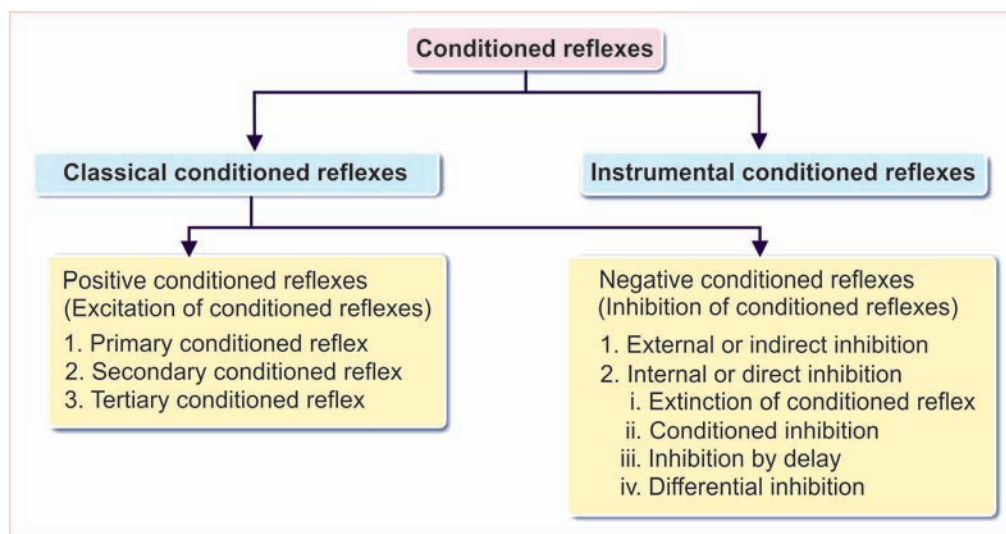 Conditioned reflexes
Classical conditioned reflexes
Instrumental conditioned reflexes
Positive conditioned reflexes
(Excitation of conditioned reflexes)
1. Primary conditioned reflex
2. Secondary conditioned reflex
3. Tertiary conditioned reflex
Negative conditioned reflexes
(Inhibition of conditioned reflexes)
1. External or indirect inhibition
2. Internal or direct inhibition
i. Extinction of conditioned reflex
ii. Conditioned inhibition
iii. Inhibition by delay
iv. Differential inhibition